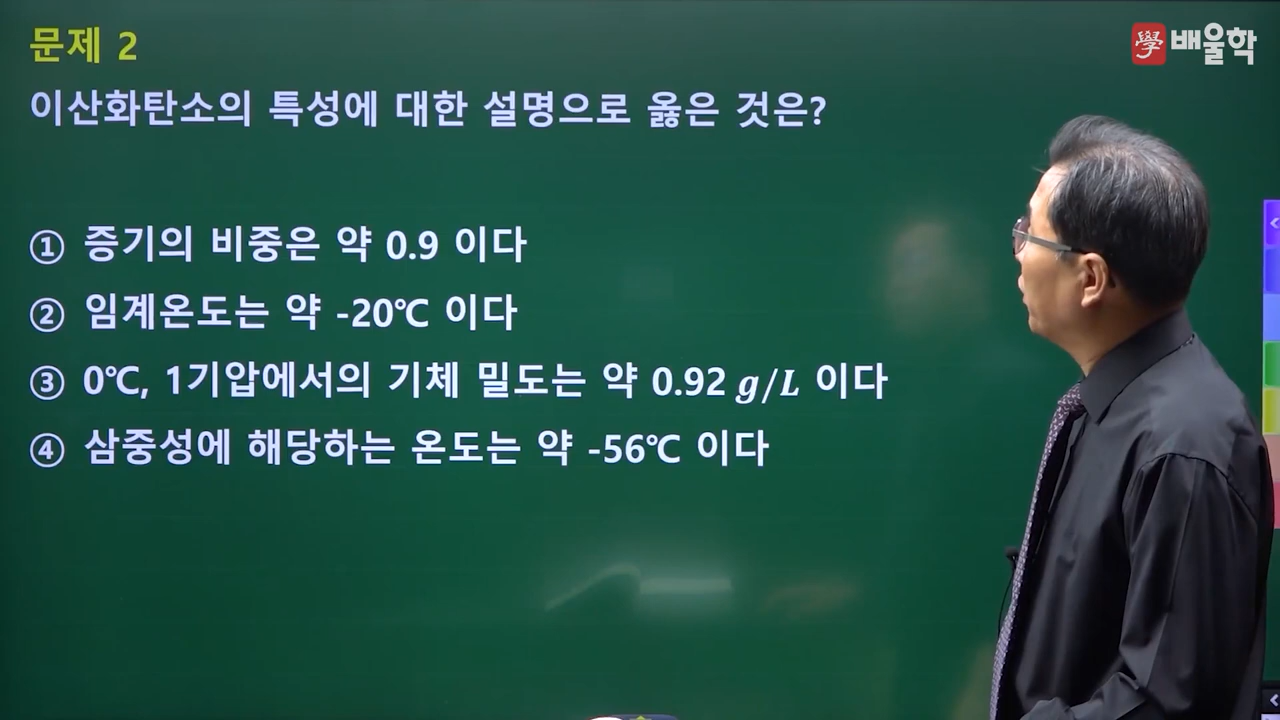 문제 2
學 배울학
이산화탄소의 특성에 대한 설명으로 옳은 것은?
① 증기의 비중은 약 0.9 이다
② 임계온도는 약 -20℃ 이다
③ 0℃, 1기압에서의 기체 밀도는 약 0.92 g/L 이다
④ 삼중성에 해당하는 온도는 약 -56℃ 이다